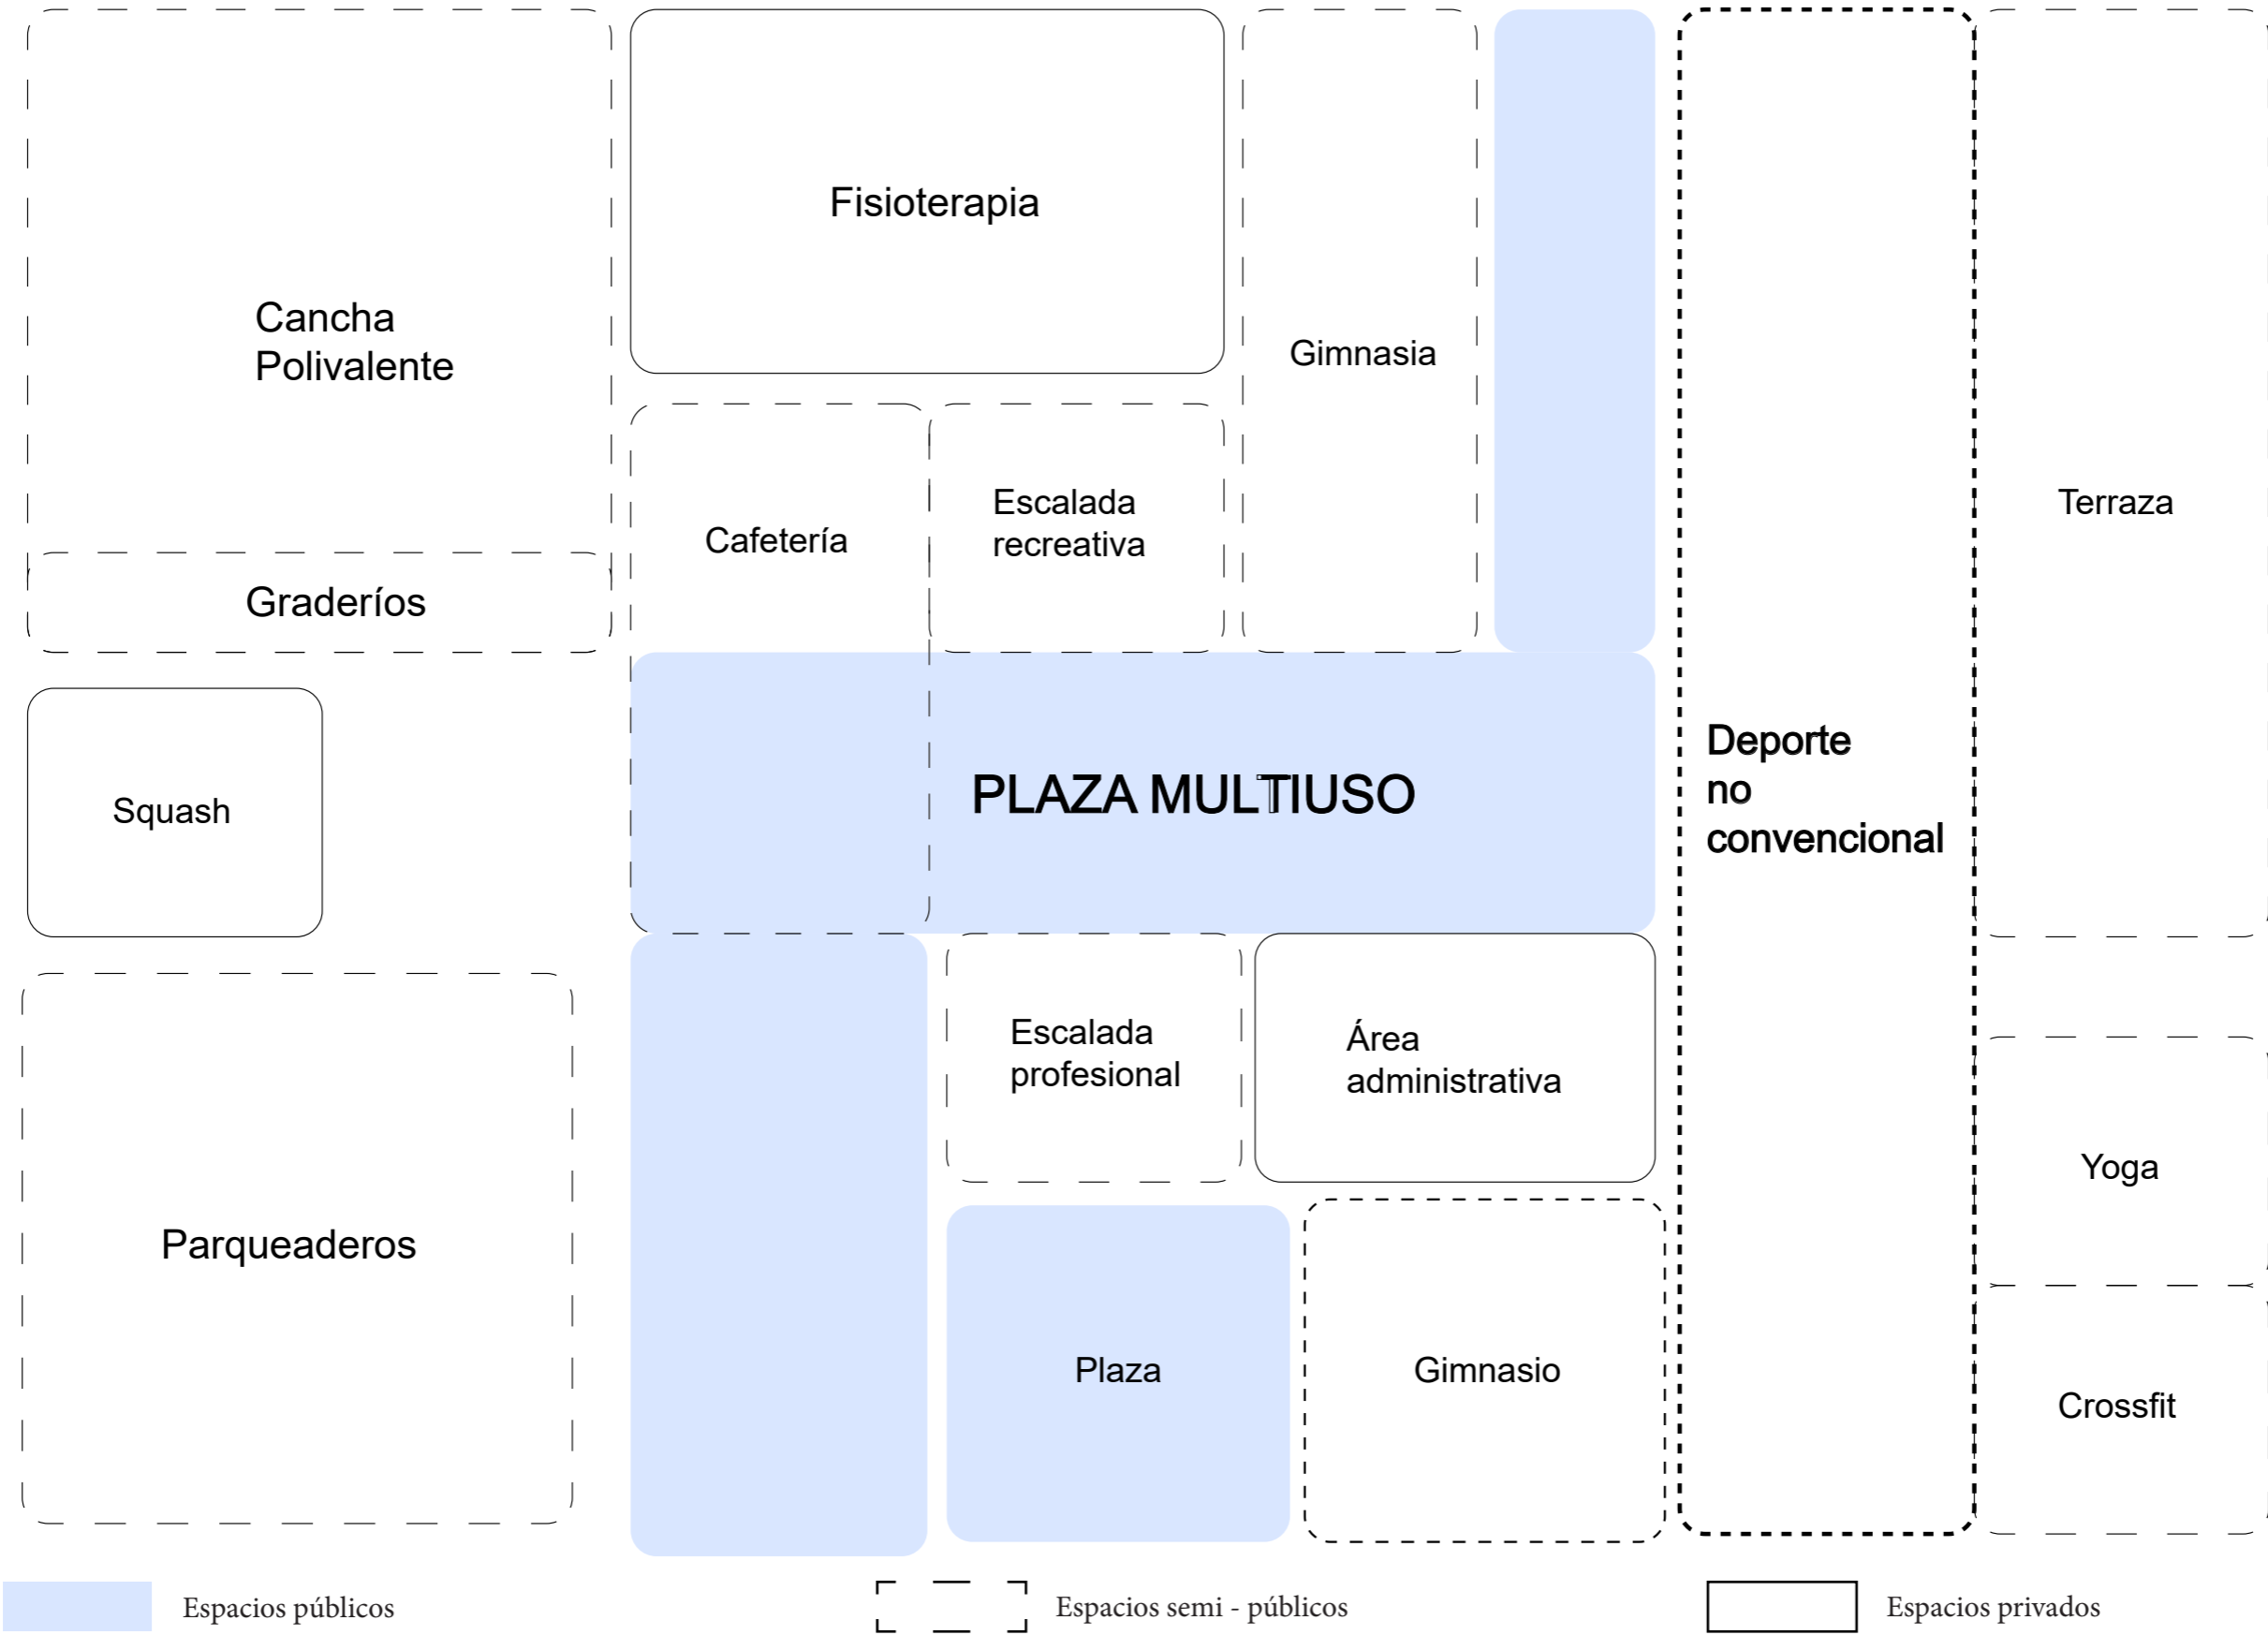 Fisioterapia
Cancha
Polivalente
Gimnasia
Terraza
Cafetería
Escalada
recreativa
Graderíos
Squash
PLAZA MULTIUSO
Deporte
no
convencional
Escalada
profesional
Área
administrativa
Yoga
Parqueaderos
Plaza
Gimnasio
Crossfit
Espacios públicos
Espacios semi - públicos
Espacios privados